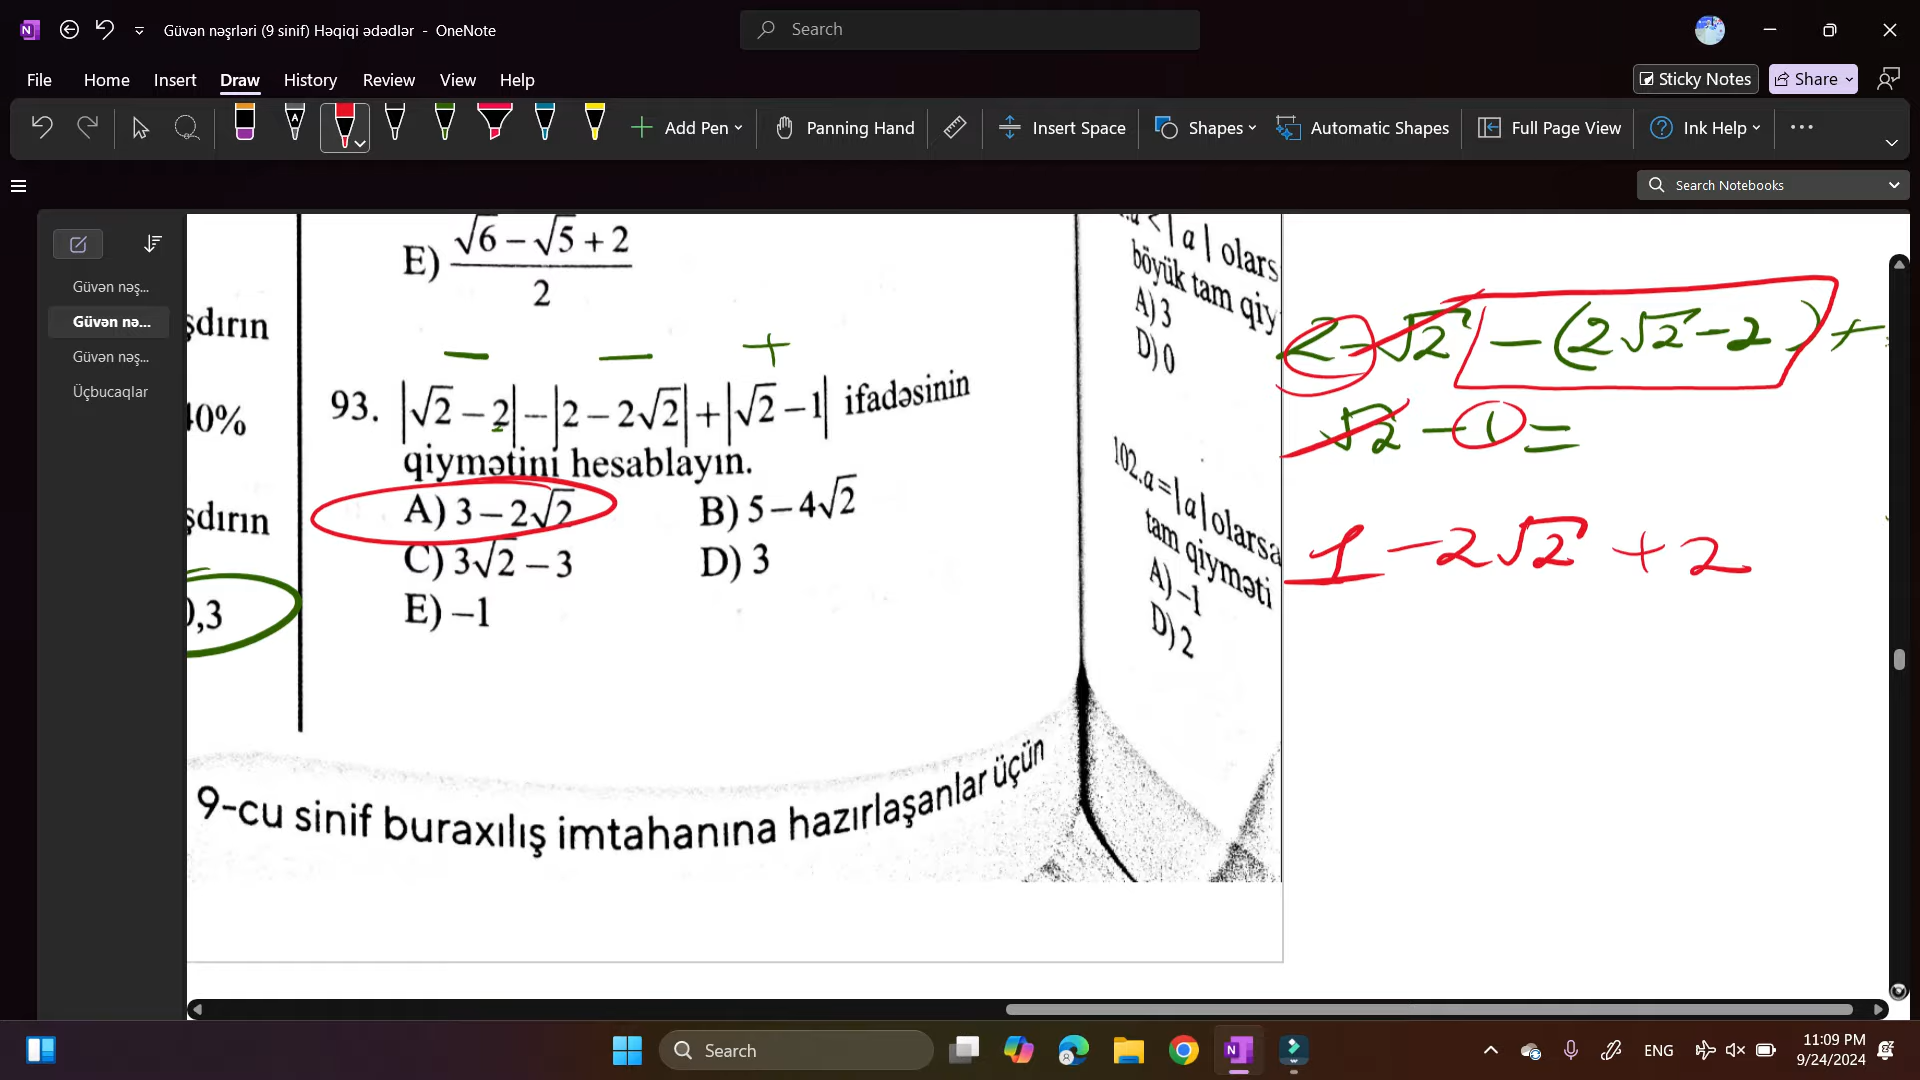 Güvən nəşrləri (9 sinif) Həqiqi ədədlər - OneNote
Search
File Home Insert Draw History Review View Help
Sticky Notes
Share
Add Pen
Panning Hand
Insert Space
Shapes
Automatic Shapes
Full Page View
Ink Help
Search Notebooks
Güvən nəş...
Güvən nə...
Güvən nəş...
Üçbucaqlar
şdırın
40%
şdırın
0,3
E) (√6 – √5 + 2)/2
– – +
93. |√2 – 2| – |2 – 2√2| + |√2 – 1| ifadəsinin
qiymətini hesablayın.
A) 3 – 2√2 B) 5 – 4√2
C) 3√2 – 3 D) 3
E) –1
9-cu sinif buraxılış imtahanına hazırlaşanlar üçün
a < |a| olars
böyük tam qiy
A) 3
D) 0
102. a = |a| olarsa
tam qiyməti
A) –1
D) 2
2 - √2 - (2√2 - 2) +
√2 - 1 =
1 - 2√2 + 2
Search
ENG
11:09 PM
9/24/2024